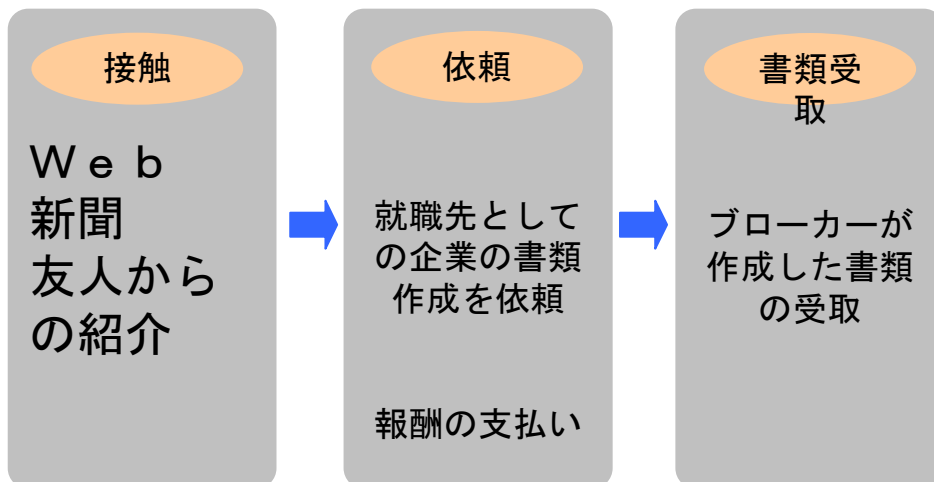 接触
Ｗｅｂ
新聞
友人から
の紹介
依頼
就職先として
の企業の書類
作成を依頼
報酬の支払い
書類受
取
ブローカーが
作成した書類
の受取